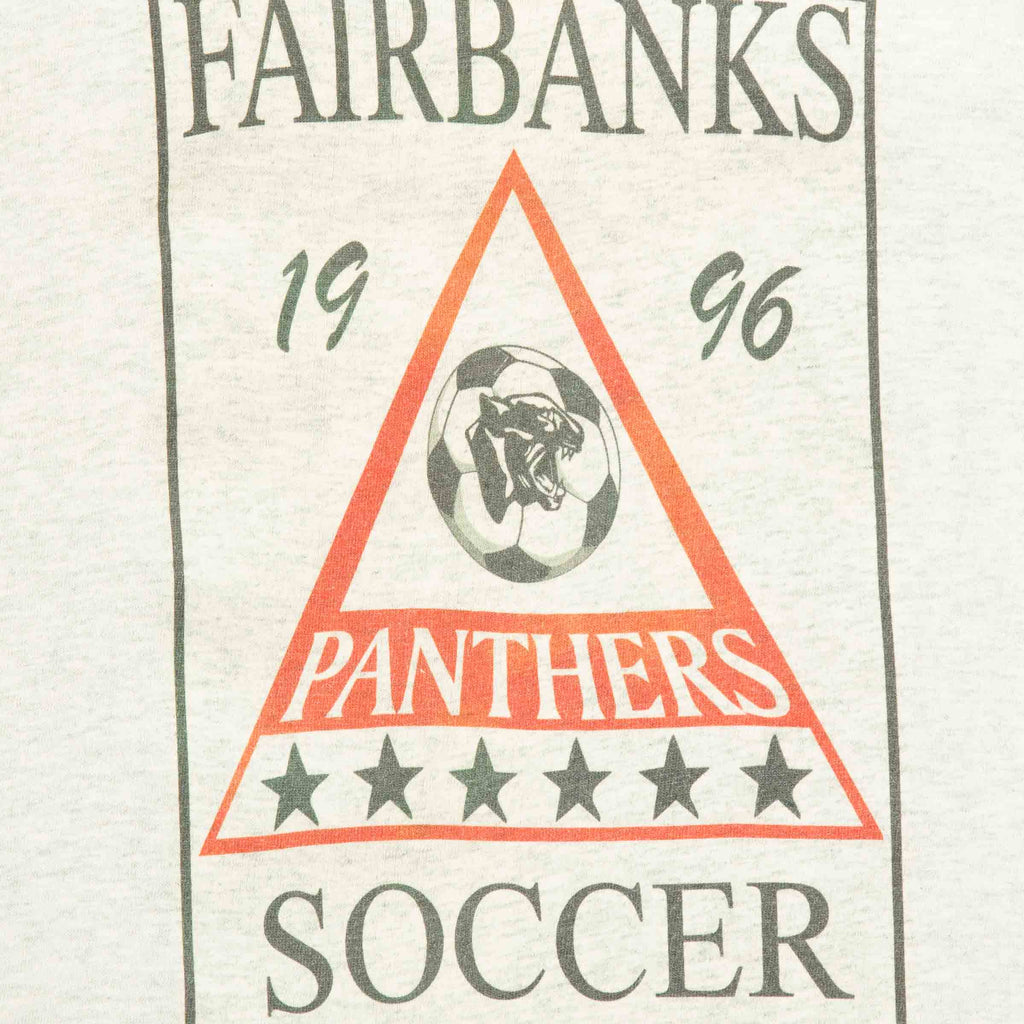 FAIRBANKS
19 96
PANTHERS
SOCCER